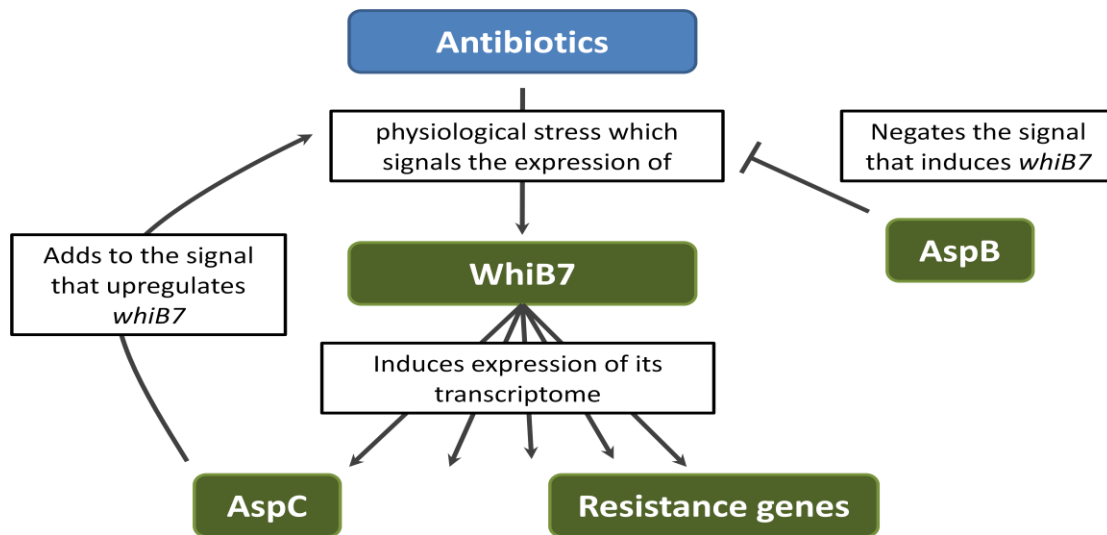 Antibiotics
physiological stress which
signals the expression of
Negates the signal
that induces whiB7
AspB
Adds to the signal
that upregulates
whiB7
WhiB7
Induces expression of its
transcriptome
AspC
Resistance genes